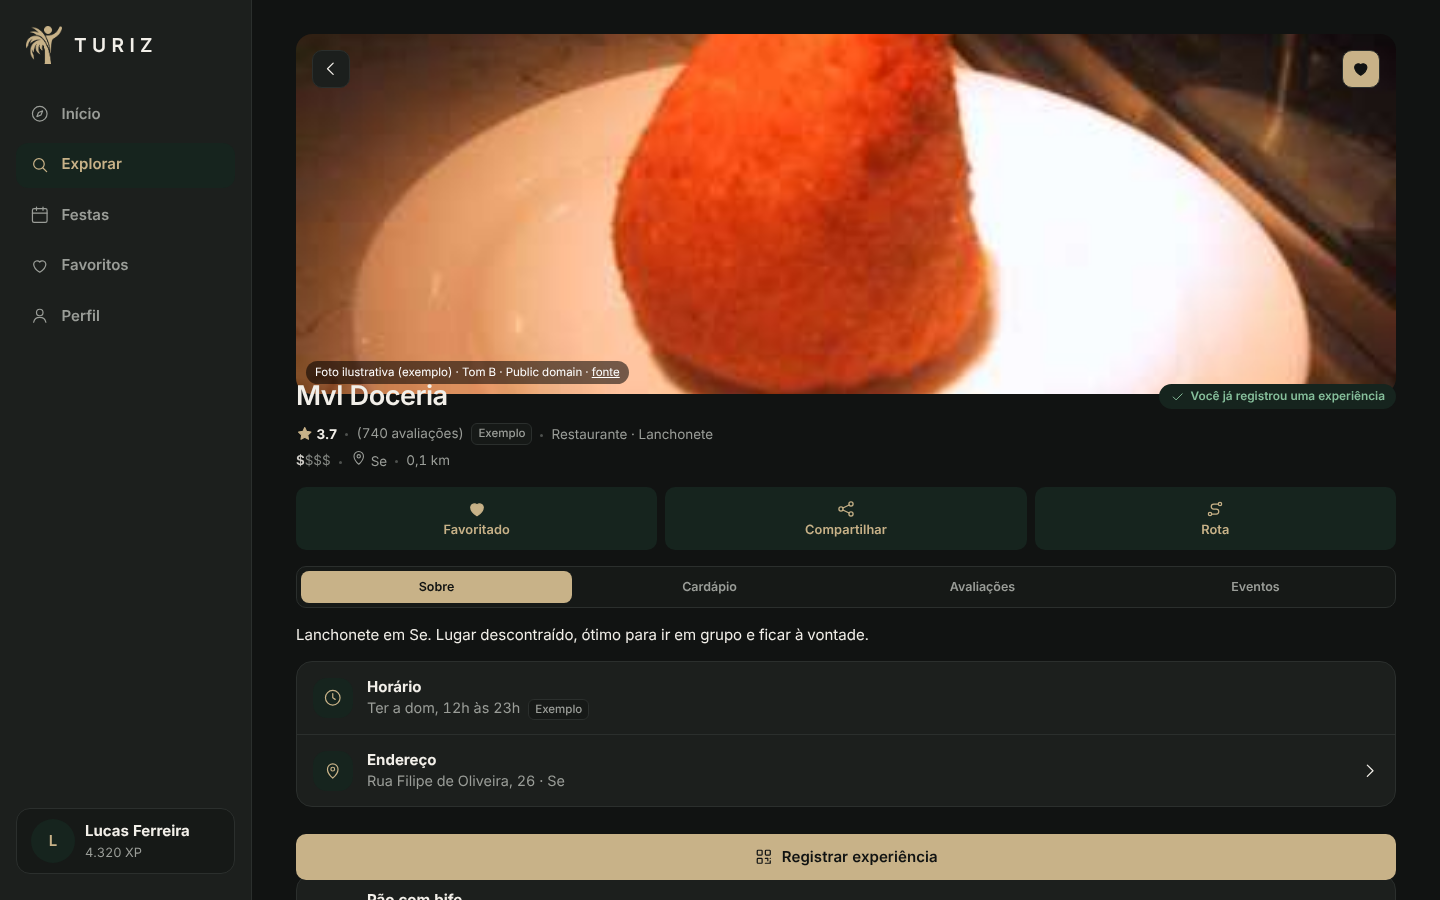 TURIZ
Início
Explorar
Festas
Favoritos
Perfil
Foto ilustrativa (exemplo) · Tom B · Public domain · fonte
Mvl Doceria
Você já registrou uma experiência
3.7 · (740 avaliações) Exemplo · Restaurante · Lanchonete
$$$$ · Se · 0,1 km
Favoritado
Compartilhar
Rota
Sobre
Cardápio
Avaliações
Eventos
Lanchonete em Se. Lugar descontraído, ótimo para ir em grupo e ficar à vontade.
Horário
Ter a dom, 12h às 23h Exemplo
Endereço
Rua Filipe de Oliveira, 26 · Se
Registrar experiência
Pão com bife
L
Lucas Ferreira
4.320 XP